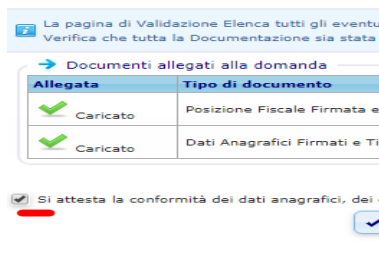 La pagina di Validazione Elenca tutti gli eventu
Verifica che tutta la Documentazione sia stata
Documenti allegati alla domanda
Allegata Tipo di documento
Caricato Posizione Fiscale Firmata e
Caricato Dati Anagrafici Firmati e Ti
Si attesta la conformità dei dati anagrafici, dei